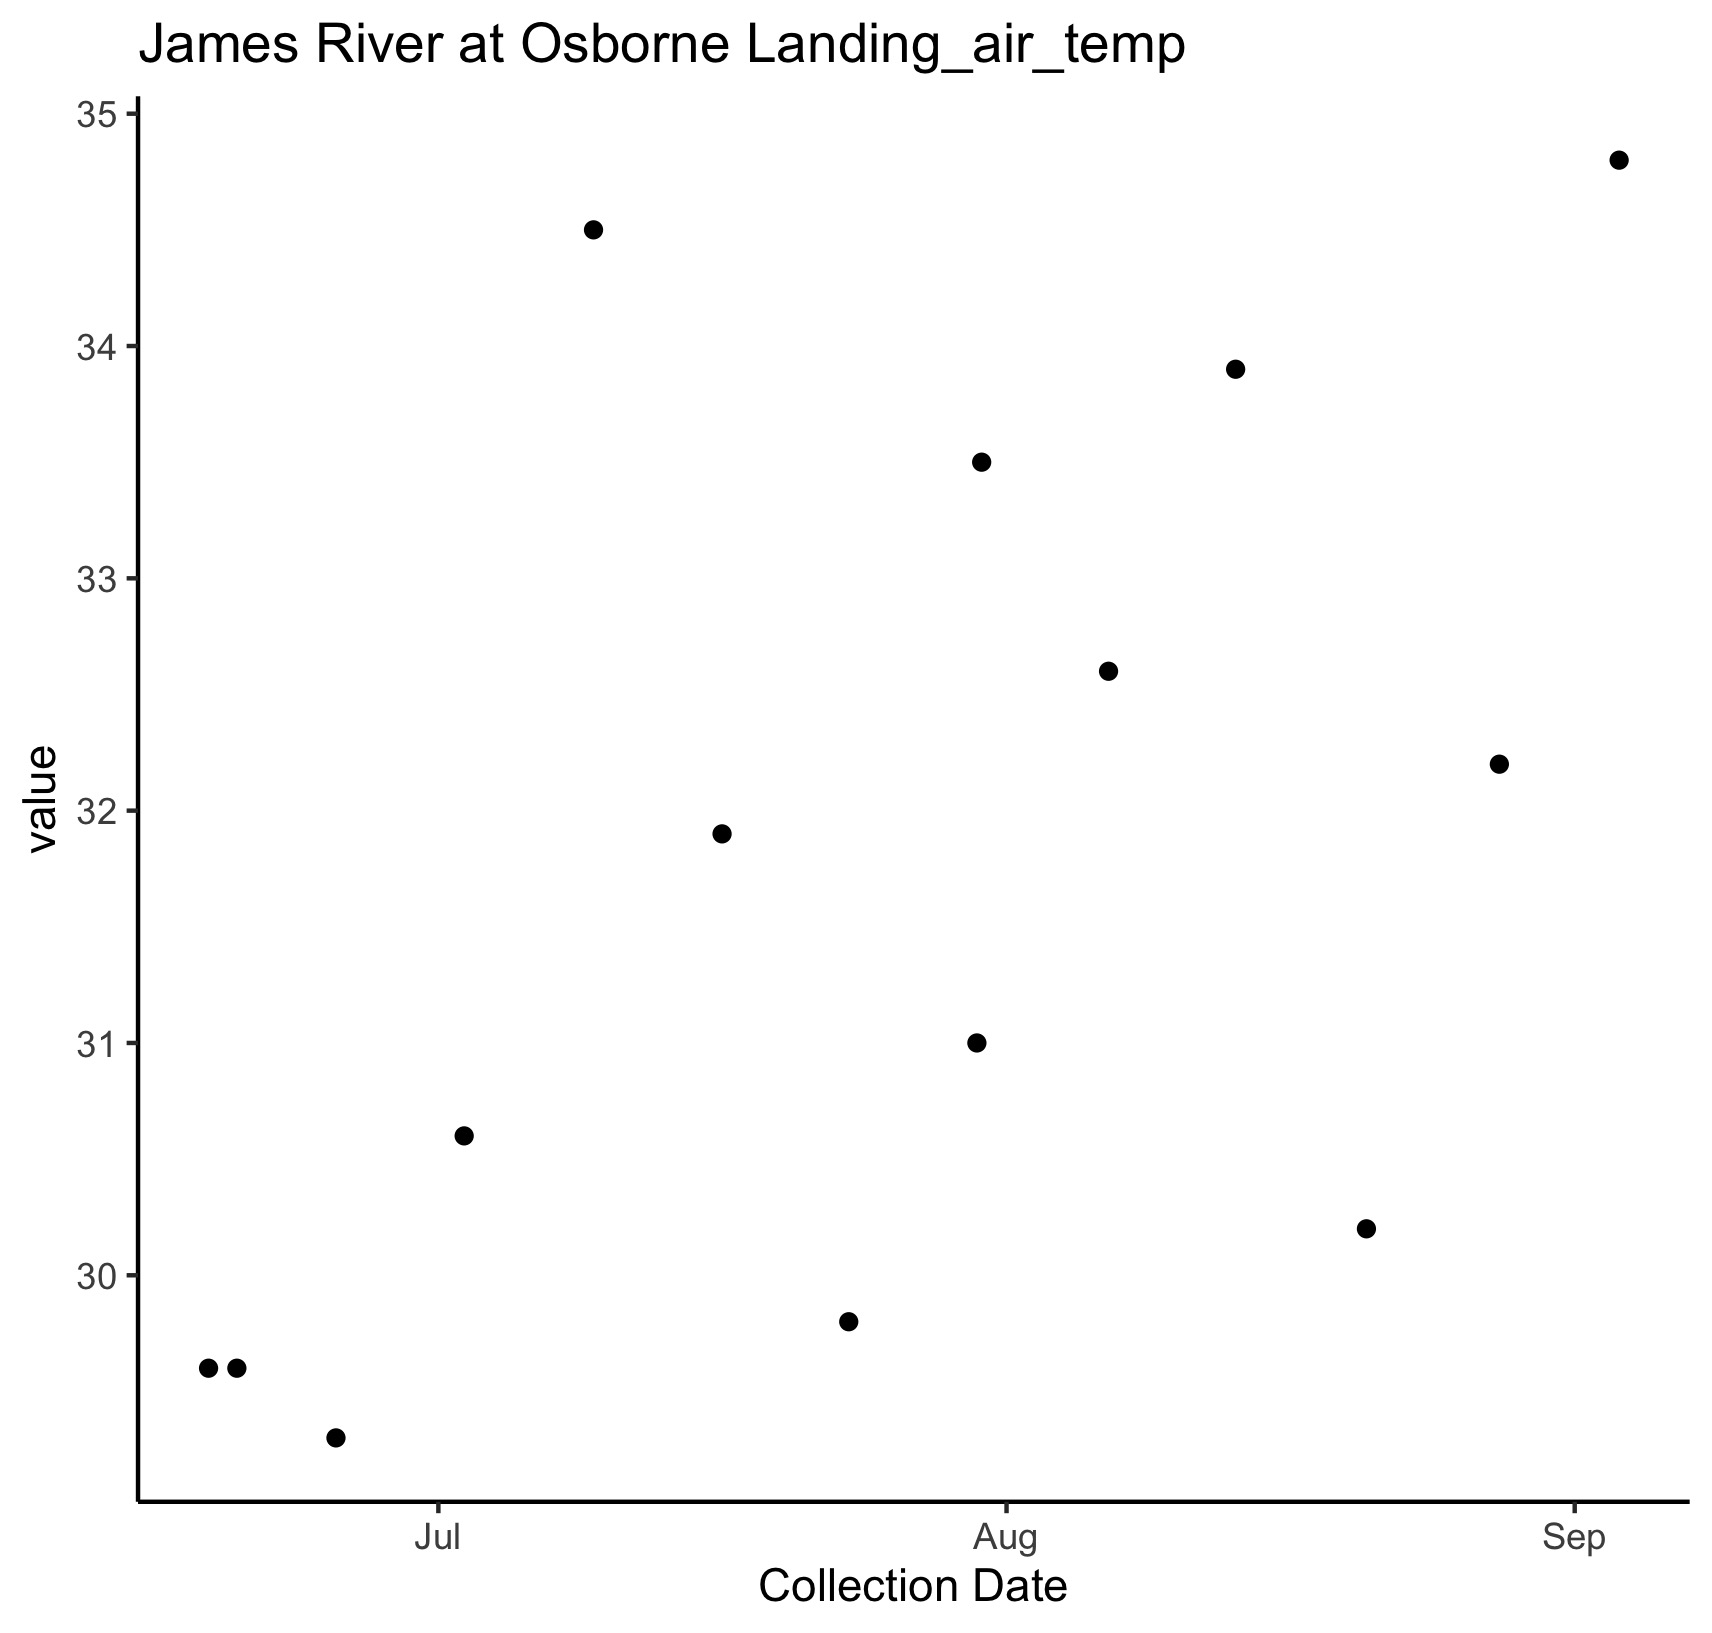 James River at Osborne Landing_air_temp
35
34
33
32
31
30
value
Jul Aug Sep
Collection Date